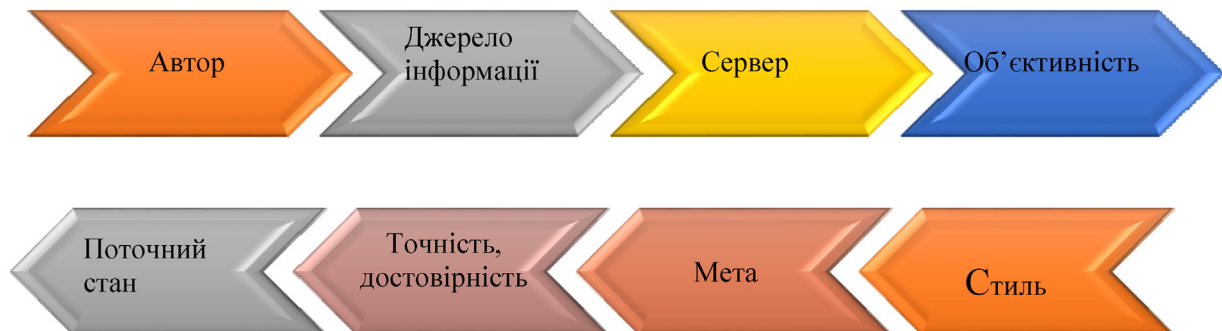 Автор
Джерело
інформації
Сервер
Об’єктивність
Поточний
стан
Точність,
достовірність
Мета
Стиль